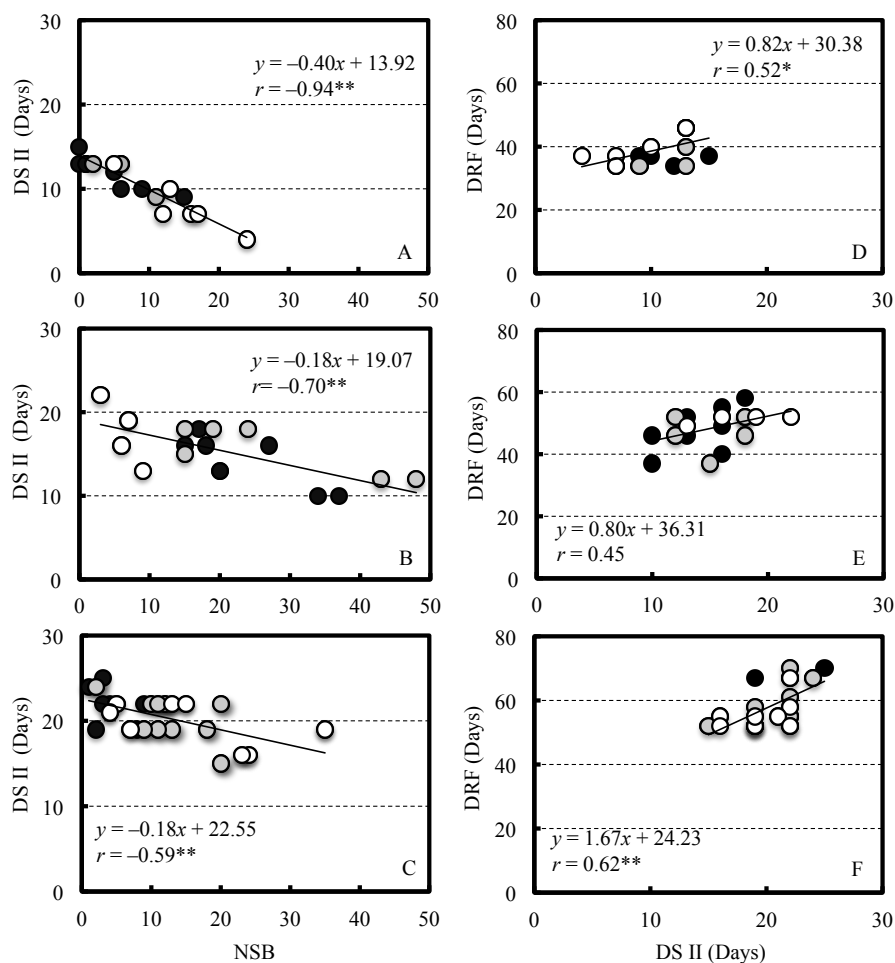 30
20
10
0
DS II (Days)
y = –0.40x + 13.92
r = –0.94**
A
0
10
20
30
40
50
80
60
40
20
0
DRF (Days)
y = 0.82x + 30.38
r = 0.52*
D
0
10
20
30
30
20
10
0
DS II (Days)
y = –0.18x + 19.07
r= –0.70**
B
0
10
20
30
40
50
80
60
40
20
0
DRF (Days)
y = 0.80x + 36.31
r = 0.45
E
0
10
20
30
30
20
10
0
DS II (Days)
y = –0.18x + 22.55
r = –0.59**
C
0
10
20
30
40
50
NSB
80
60
40
20
0
DRF (Days)
y = 1.67x + 24.23
r = 0.62**
F
0
10
20
30
DS II (Days)